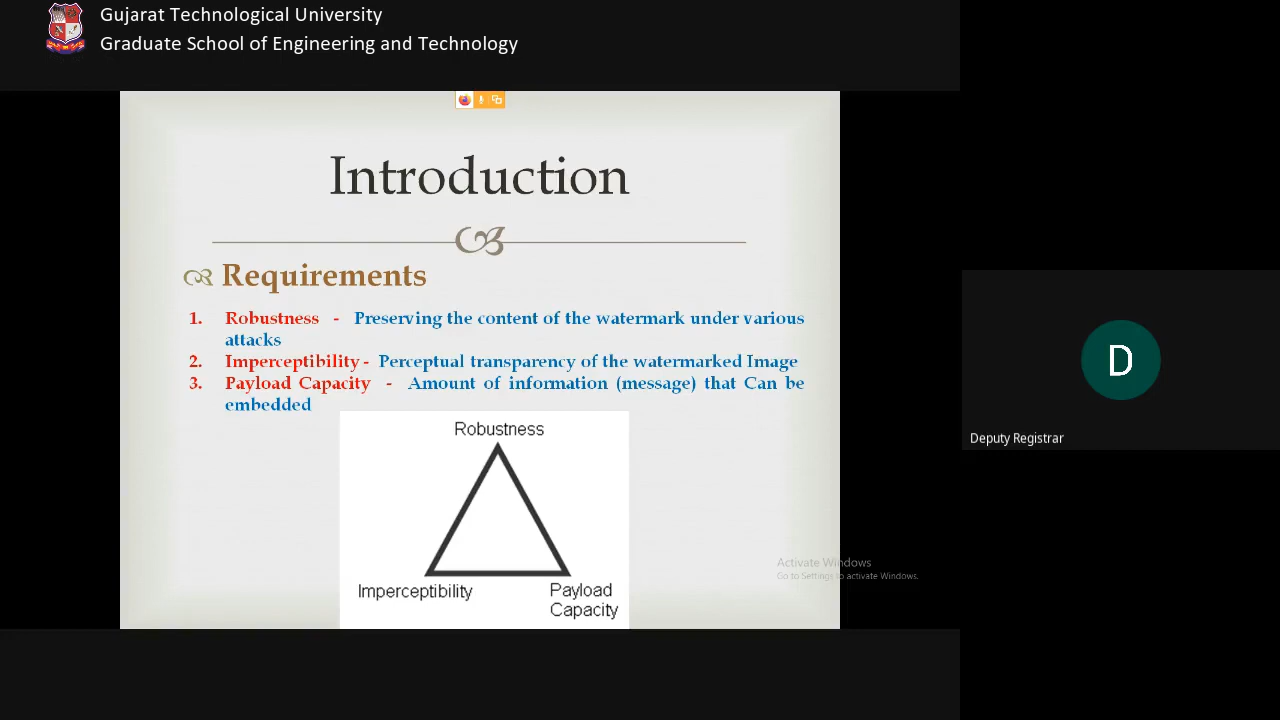 Gujarat Technological University
Graduate School of Engineering and Technology
Introduction
Requirements
1. Robustness - Preserving the content of the watermark under various
attacks
2. Imperceptibility - Perceptual transparency of the watermarked Image
3. Payload Capacity - Amount of information (message) that Can be
embedded
Robustness
Imperceptibility
Payload
Capacity
Activate Windows
Go to Settings to activate Windows.
D
Deputy Registrar